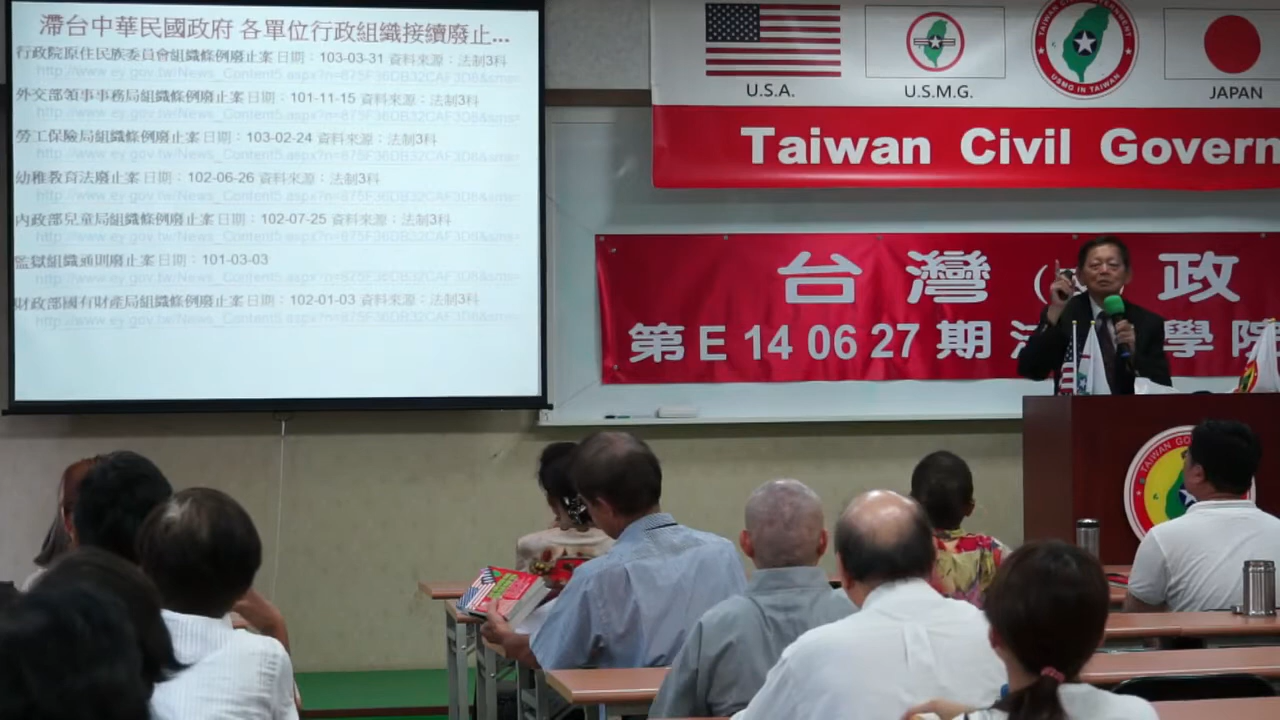 滯台中華民國政府 各單位行政組織接續廢止...
行政院原住民族委員會組織條例廢止案 日期：103-03-31 資料來源：法制3科
外交部領事事務局組織條例廢止案 日期：101-11-15 資料來源：法制3科
勞工保險局組織條例廢止案 日期：103-02-24 資料來源：法制3科
幼稚教育法廢止案 日期：102-06-26 資料來源：法制3科
內政部兒童局組織條例廢止案 日期：102-07-25 資料來源：法制3科
監獄組織通則廢止案 日期：101-03-03
財政部國有財產局組織條例廢止案 日期：102-01-03 資料來源：法制3科
U.S.A.
U.S.M.G.
USMG IN TAIWAN
JAPAN
Taiwan Civil Govern
台灣 政
第E 14 06 27 期 學院
TAIWAN